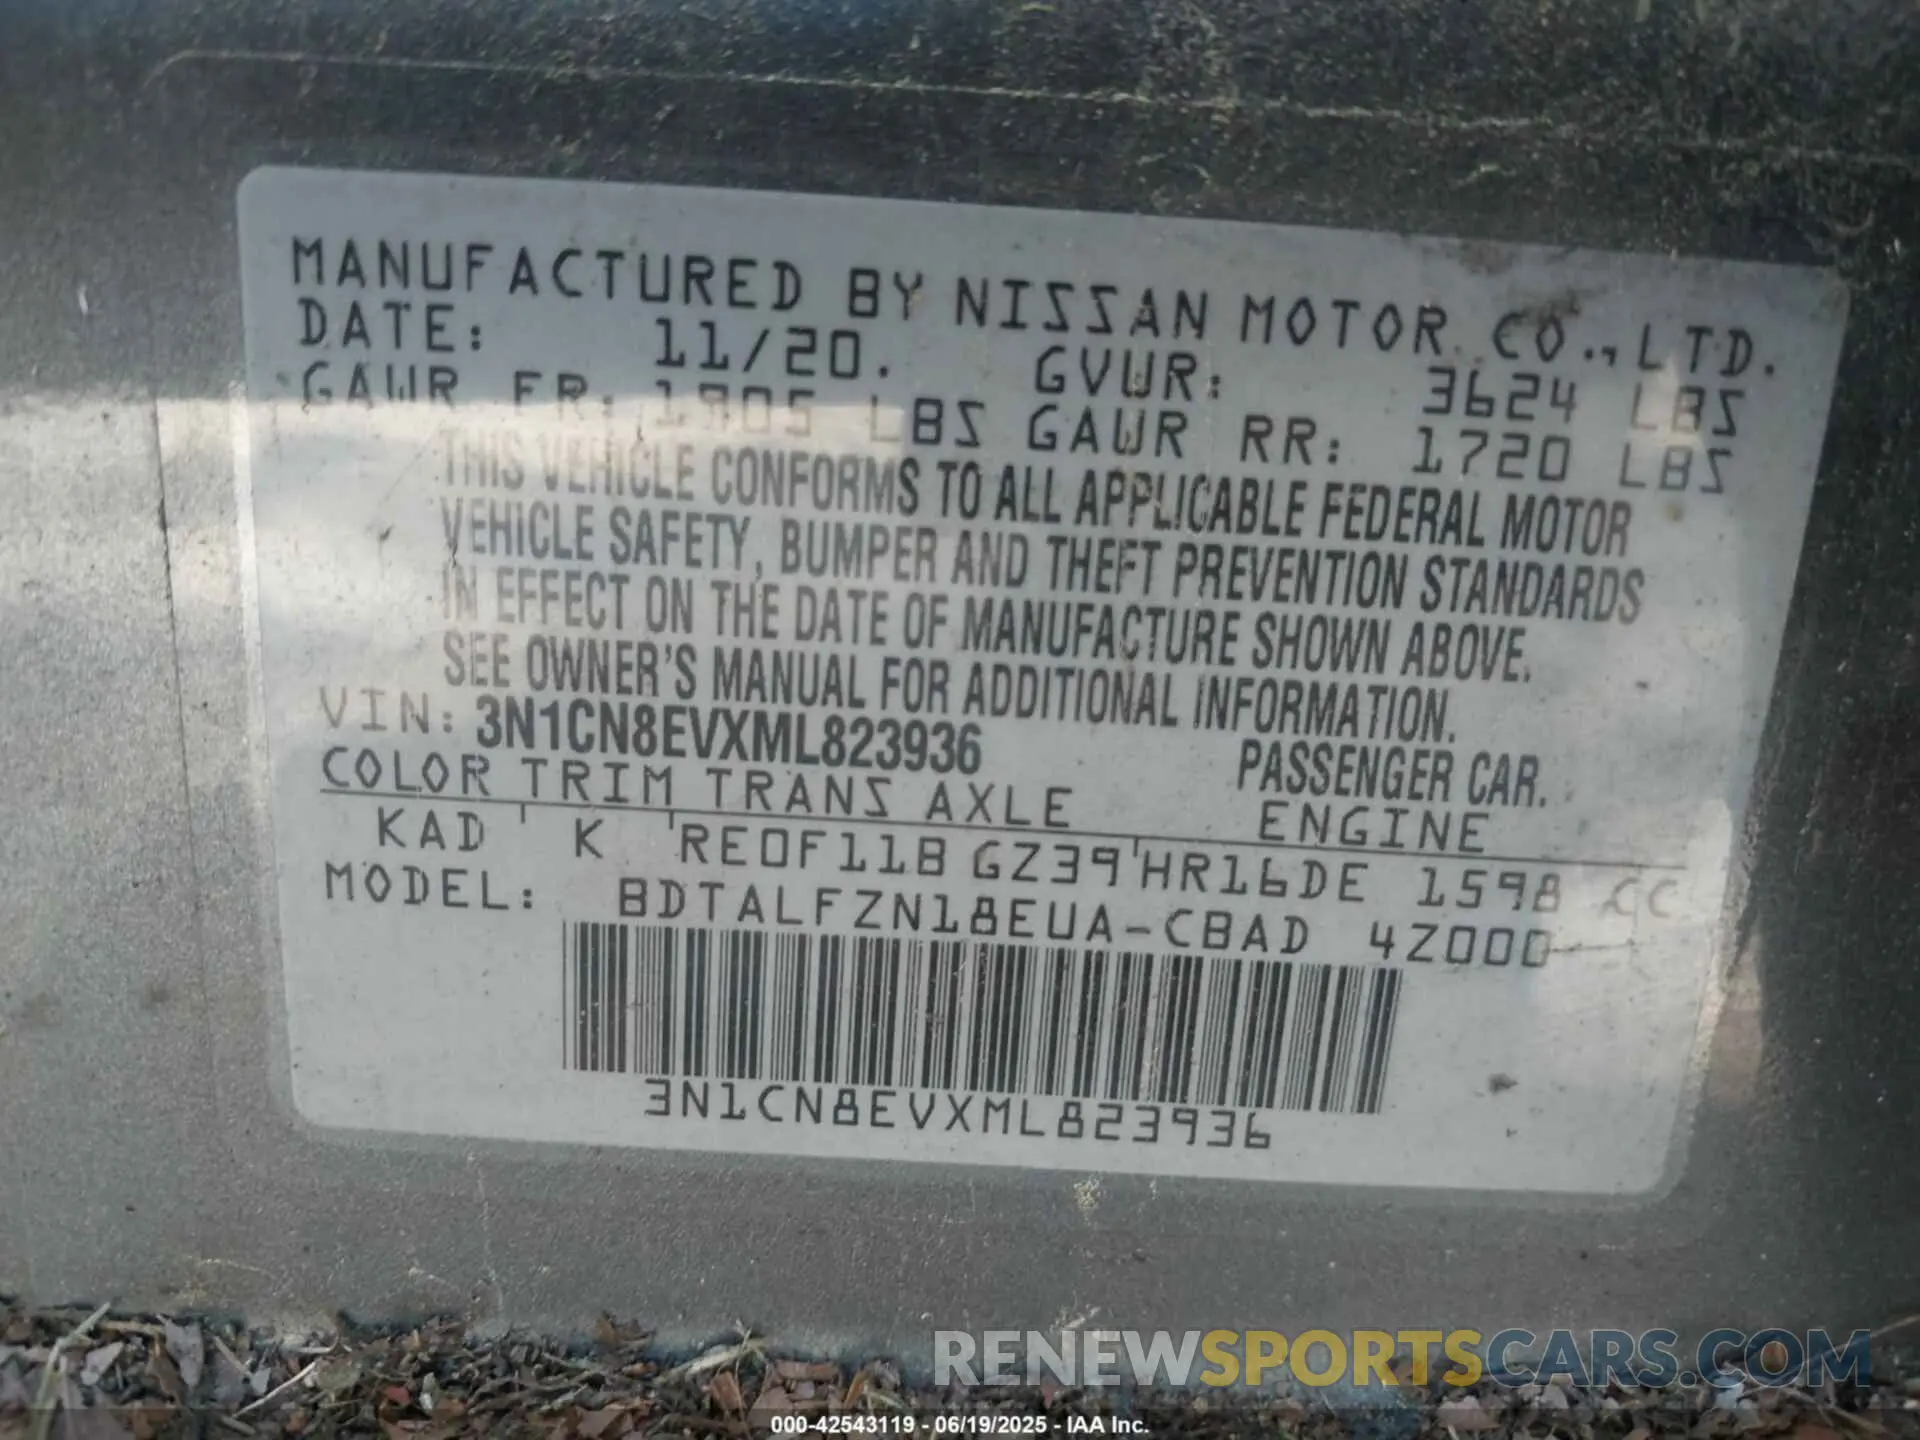 MANUFACTURED BY NISSAN MOTOR CO., LTD.
DATE: 11/20. GVWR: 3624 LBS
GAWR FR: 1905 LBS GAWR RR: 1720 LBS
THIS VEHICLE CONFORMS TO ALL APPLICABLE FEDERAL MOTOR
VEHICLE SAFETY, BUMPER AND THEFT PREVENTION STANDARDS
IN EFFECT ON THE DATE OF MANUFACTURE SHOWN ABOVE.
SEE OWNER'S MANUAL FOR ADDITIONAL INFORMATION.
VIN: 3N1CN8EVXML823936 PASSENGER CAR.
COLOR TRIM TRANS AXLE ENGINE
KAD K RE0F11B GZ39 HR16DE 1598 CC
MODEL: BDTALFZN18EUA-CBAD 4Z000
3N1CN8EVXML823936
RENEWSPORTSCARS.COM
000-42543119 - 06/19/2025 - IAA Inc.